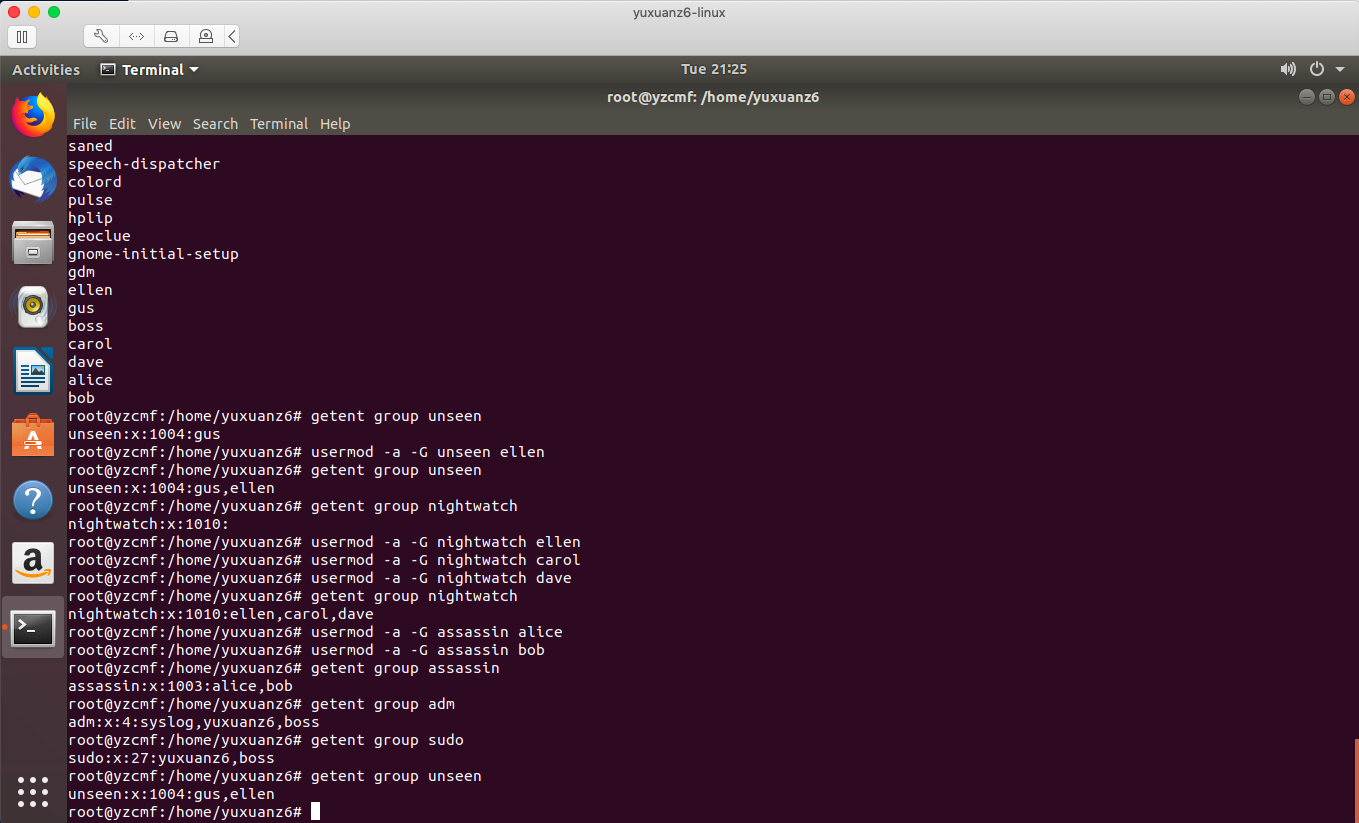 yuxuanz6-linux
Activities Terminal Tue 21:25
root@yzcmf: /home/yuxuanz6
File Edit View Search Terminal Help
saned
speech-dispatcher
colord
pulse
hplip
geoclue
gnome-initial-setup
gdm
ellen
gus
boss
carol
dave
alice
bob
root@yzcmf:/home/yuxuanz6# getent group unseen
unseen:x:1004:gus
root@yzcmf:/home/yuxuanz6# usermod -a -G unseen ellen
root@yzcmf:/home/yuxuanz6# getent group unseen
unseen:x:1004:gus,ellen
root@yzcmf:/home/yuxuanz6# getent group nightwatch
nightwatch:x:1010:
root@yzcmf:/home/yuxuanz6# usermod -a -G nightwatch ellen
root@yzcmf:/home/yuxuanz6# usermod -a -G nightwatch carol
root@yzcmf:/home/yuxuanz6# usermod -a -G nightwatch dave
root@yzcmf:/home/yuxuanz6# getent group nightwatch
nightwatch:x:1010:ellen,carol,dave
root@yzcmf:/home/yuxuanz6# usermod -a -G assassin alice
root@yzcmf:/home/yuxuanz6# usermod -a -G assassin bob
root@yzcmf:/home/yuxuanz6# getent group assassin
assassin:x:1003:alice,bob
root@yzcmf:/home/yuxuanz6# getent group adm
adm:x:4:syslog,yuxuanz6,boss
root@yzcmf:/home/yuxuanz6# getent group sudo
sudo:x:27:yuxuanz6,boss
root@yzcmf:/home/yuxuanz6# getent group unseen
unseen:x:1004:gus,ellen
root@yzcmf:/home/yuxuanz6#